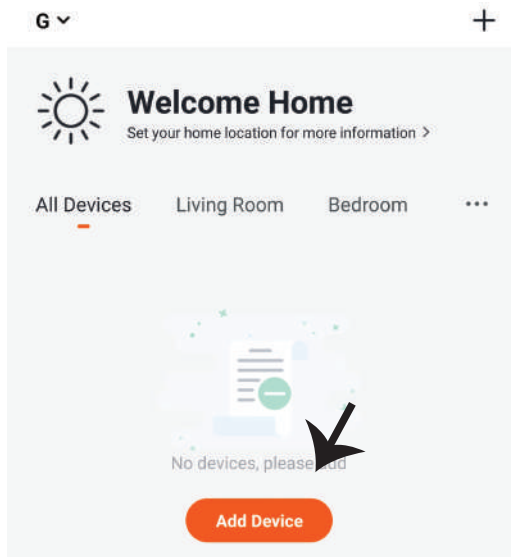 G
Welcome Home
Set your home location for more information >
All Devices Living Room Bedroom ...
No devices, please add
Add Device